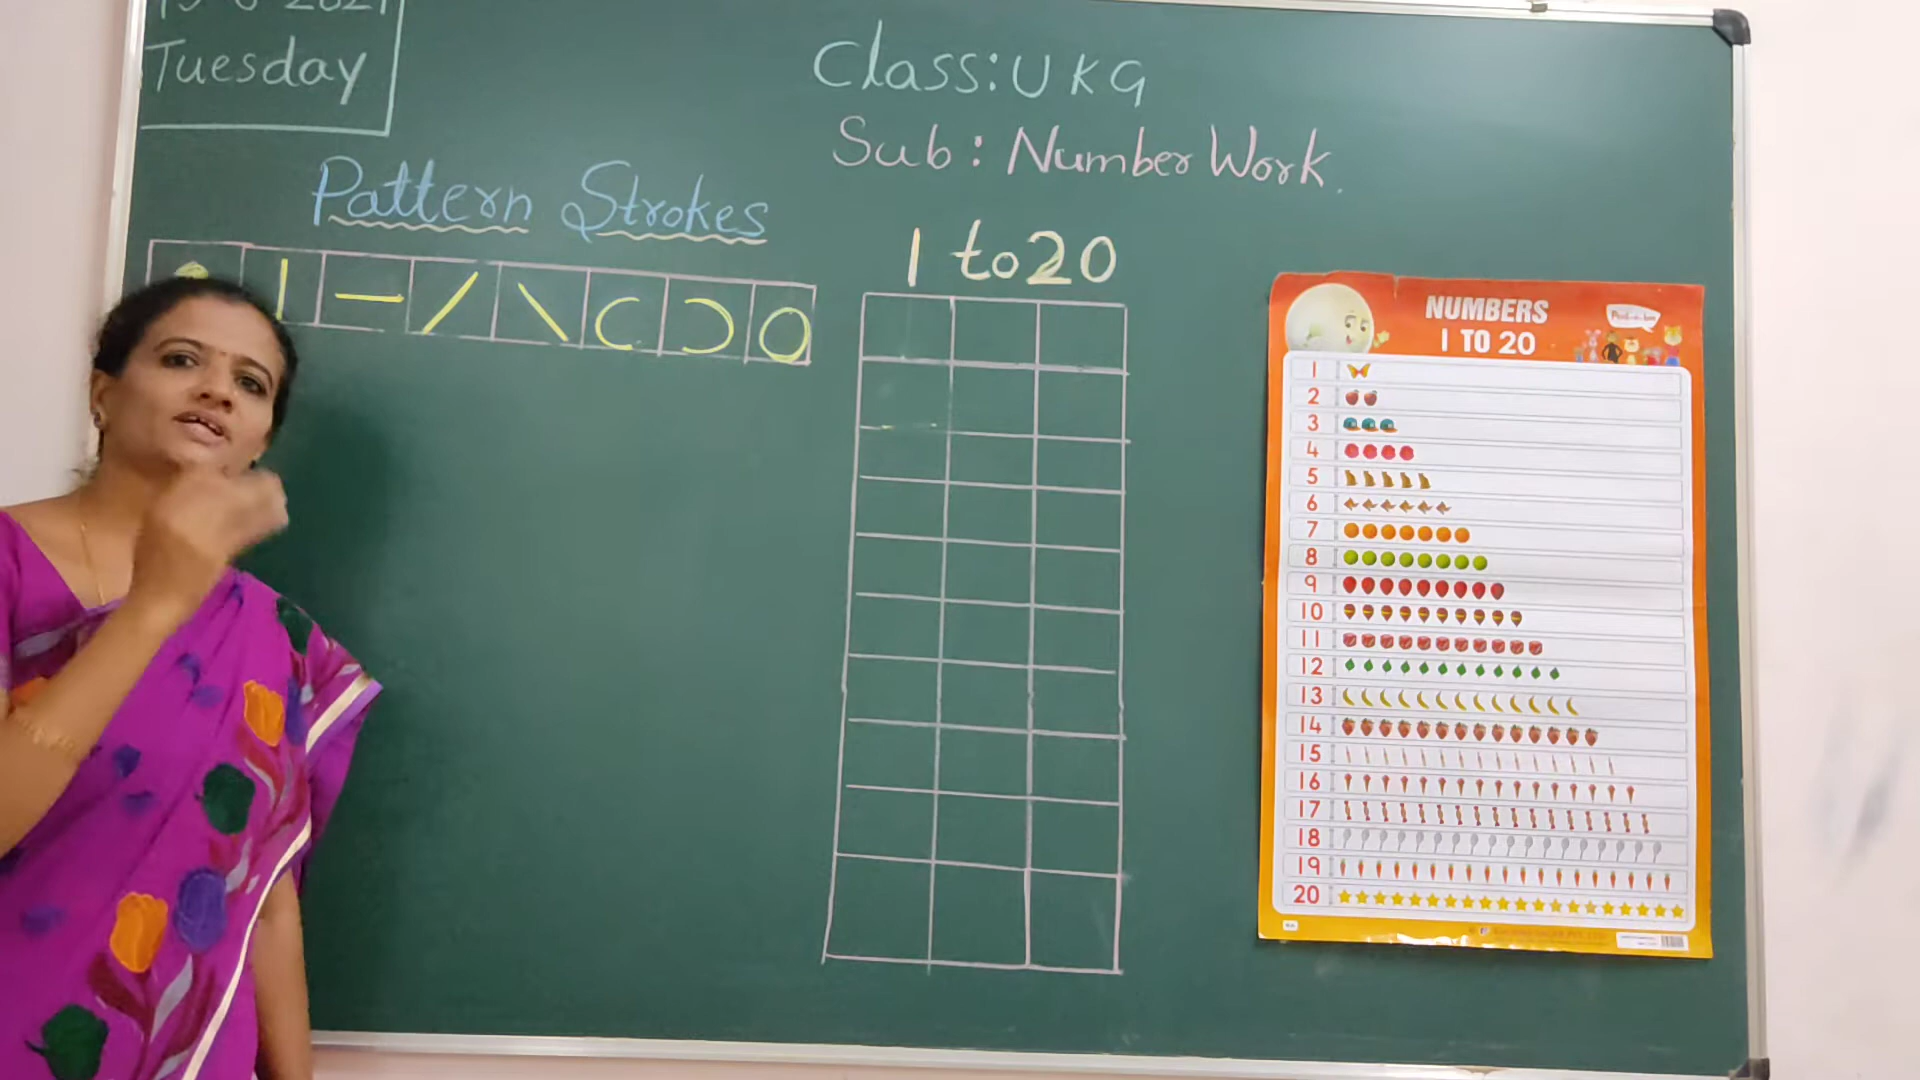 Tuesday
Class: UKG
Sub: Number Work.
Pattern Strokes
1 to 20
NUMBERS
1 TO 20
1
2
3
4
5
6
7
8
9
10
11
12
13
14
15
16
17
18
19
20